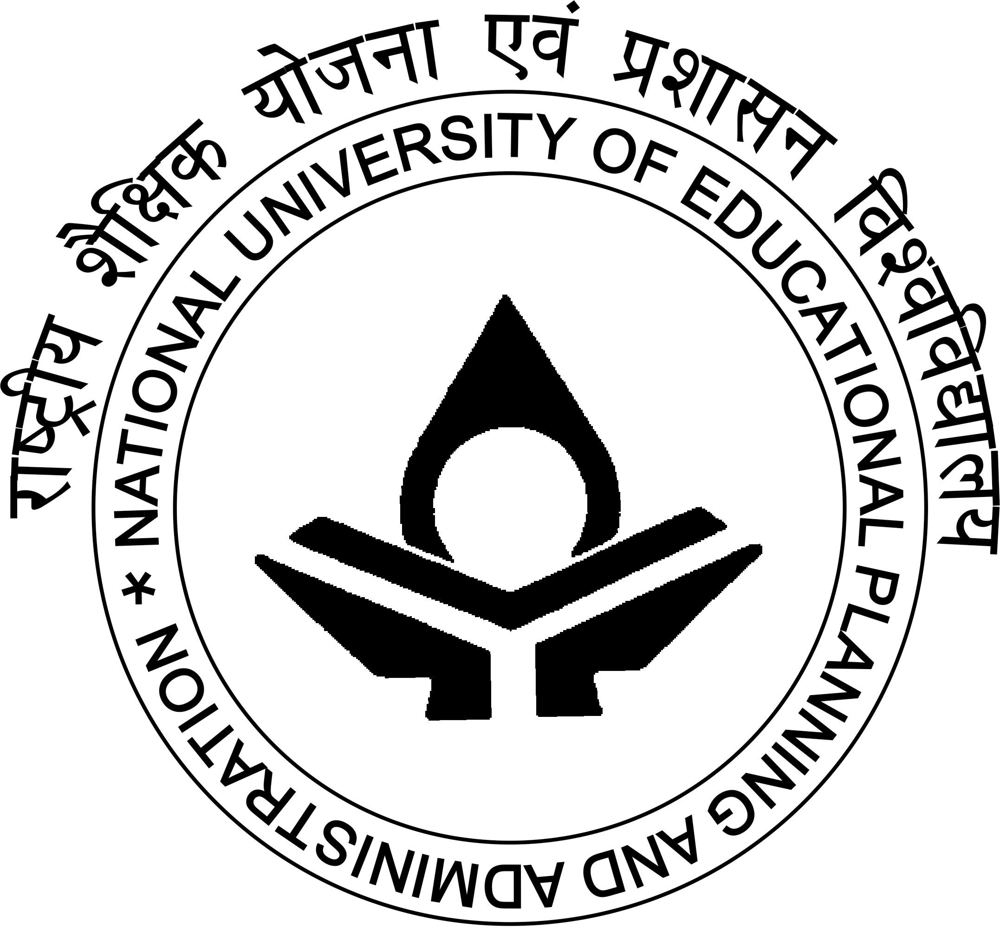 राष्ट्रीय शैक्षिक योजना एवं प्रशासन विश्वविद्यालय
* NATIONAL UNIVERSITY OF EDUCATIONAL PLANNING AND ADMINISTRATION